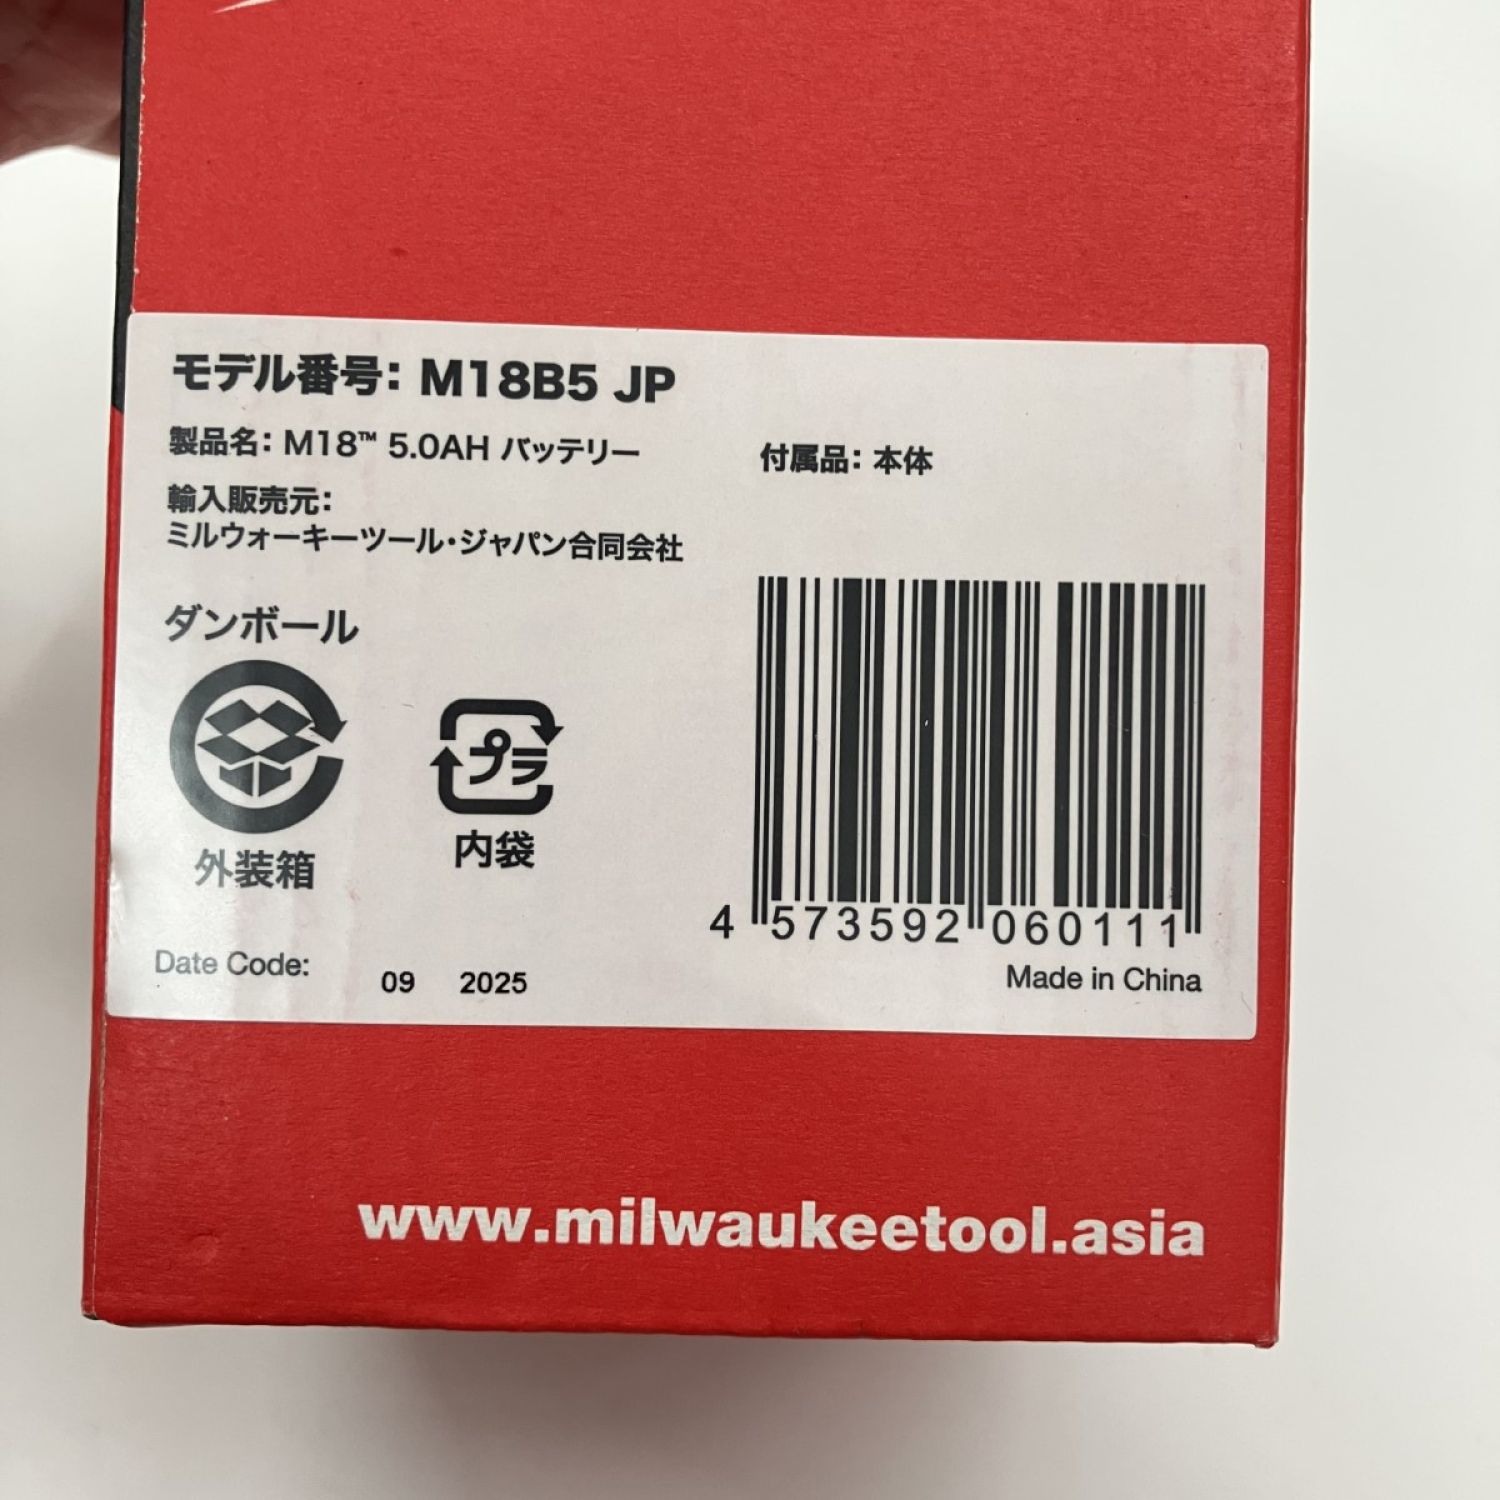 モデル番号: M18B5 JP
製品名: M18™ 5.0AH バッテリー
付属品: 本体
輸入販売元:
ミルウォーキーツール・ジャパン合同会社
ダンボール
外装箱
プラ
内袋
4 573592 060111
Date Code: 09 2025
Made in China
www.milwaukeetool.asia